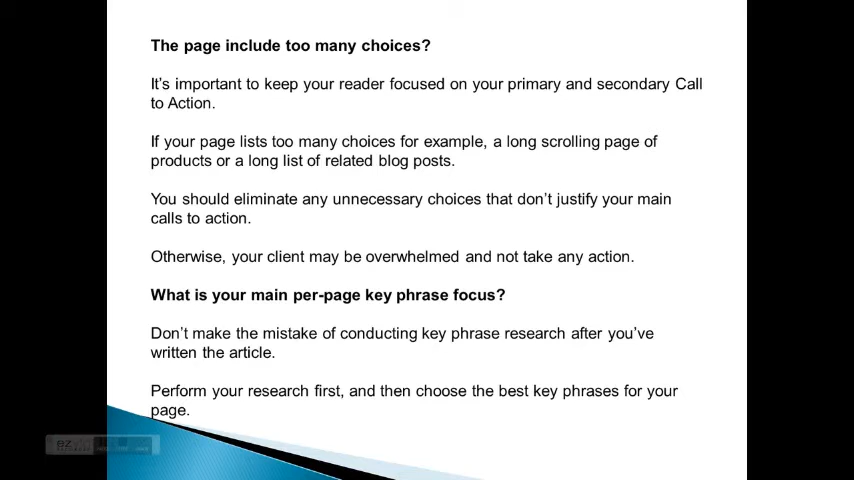 The page include too many choices?
It's important to keep your reader focused on your primary and secondary Call
to Action.
If your page lists too many choices for example, a long scrolling page of
products or a long list of related blog posts.
You should eliminate any unnecessary choices that don't justify your main
calls to action.
Otherwise, your client may be overwhelmed and not take any action.
What is your main per-page key phrase focus?
Don't make the mistake of conducting key phrase research after you've
written the article.
Perform your research first, and then choose the best key phrases for your
page.